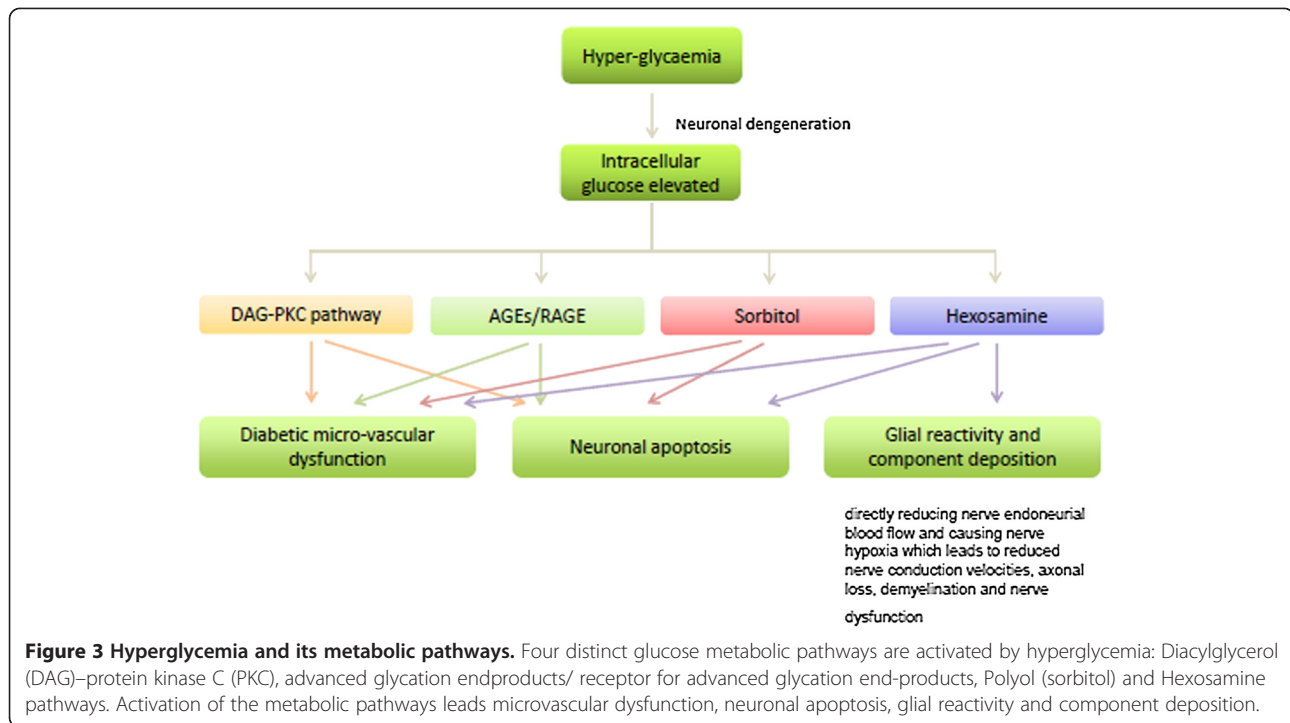 Hyper-glycaemia
Neuronal dengeneration
Intracellular
glucose elevated
DAG-PKC pathway
AGEs/RAGE
Sorbitol
Hexosamine
Diabetic micro-vascular
dysfunction
Neuronal apoptosis
Glial reactivity and
component deposition
directly reducing nerve endoneurial
blood flow and causing nerve
hypoxia which leads to reduced
nerve conduction velocities, axonal
loss, demyelination and nerve
dysfunction
Figure 3 Hyperglycemia and its metabolic pathways. Four distinct glucose metabolic pathways are activated by hyperglycemia: Diacylglycerol
(DAG)–protein kinase C (PKC), advanced glycation endproducts/ receptor for advanced glycation end-products, Polyol (sorbitol) and Hexosamine
pathways. Activation of the metabolic pathways leads microvascular dysfunction, neuronal apoptosis, glial reactivity and component deposition.